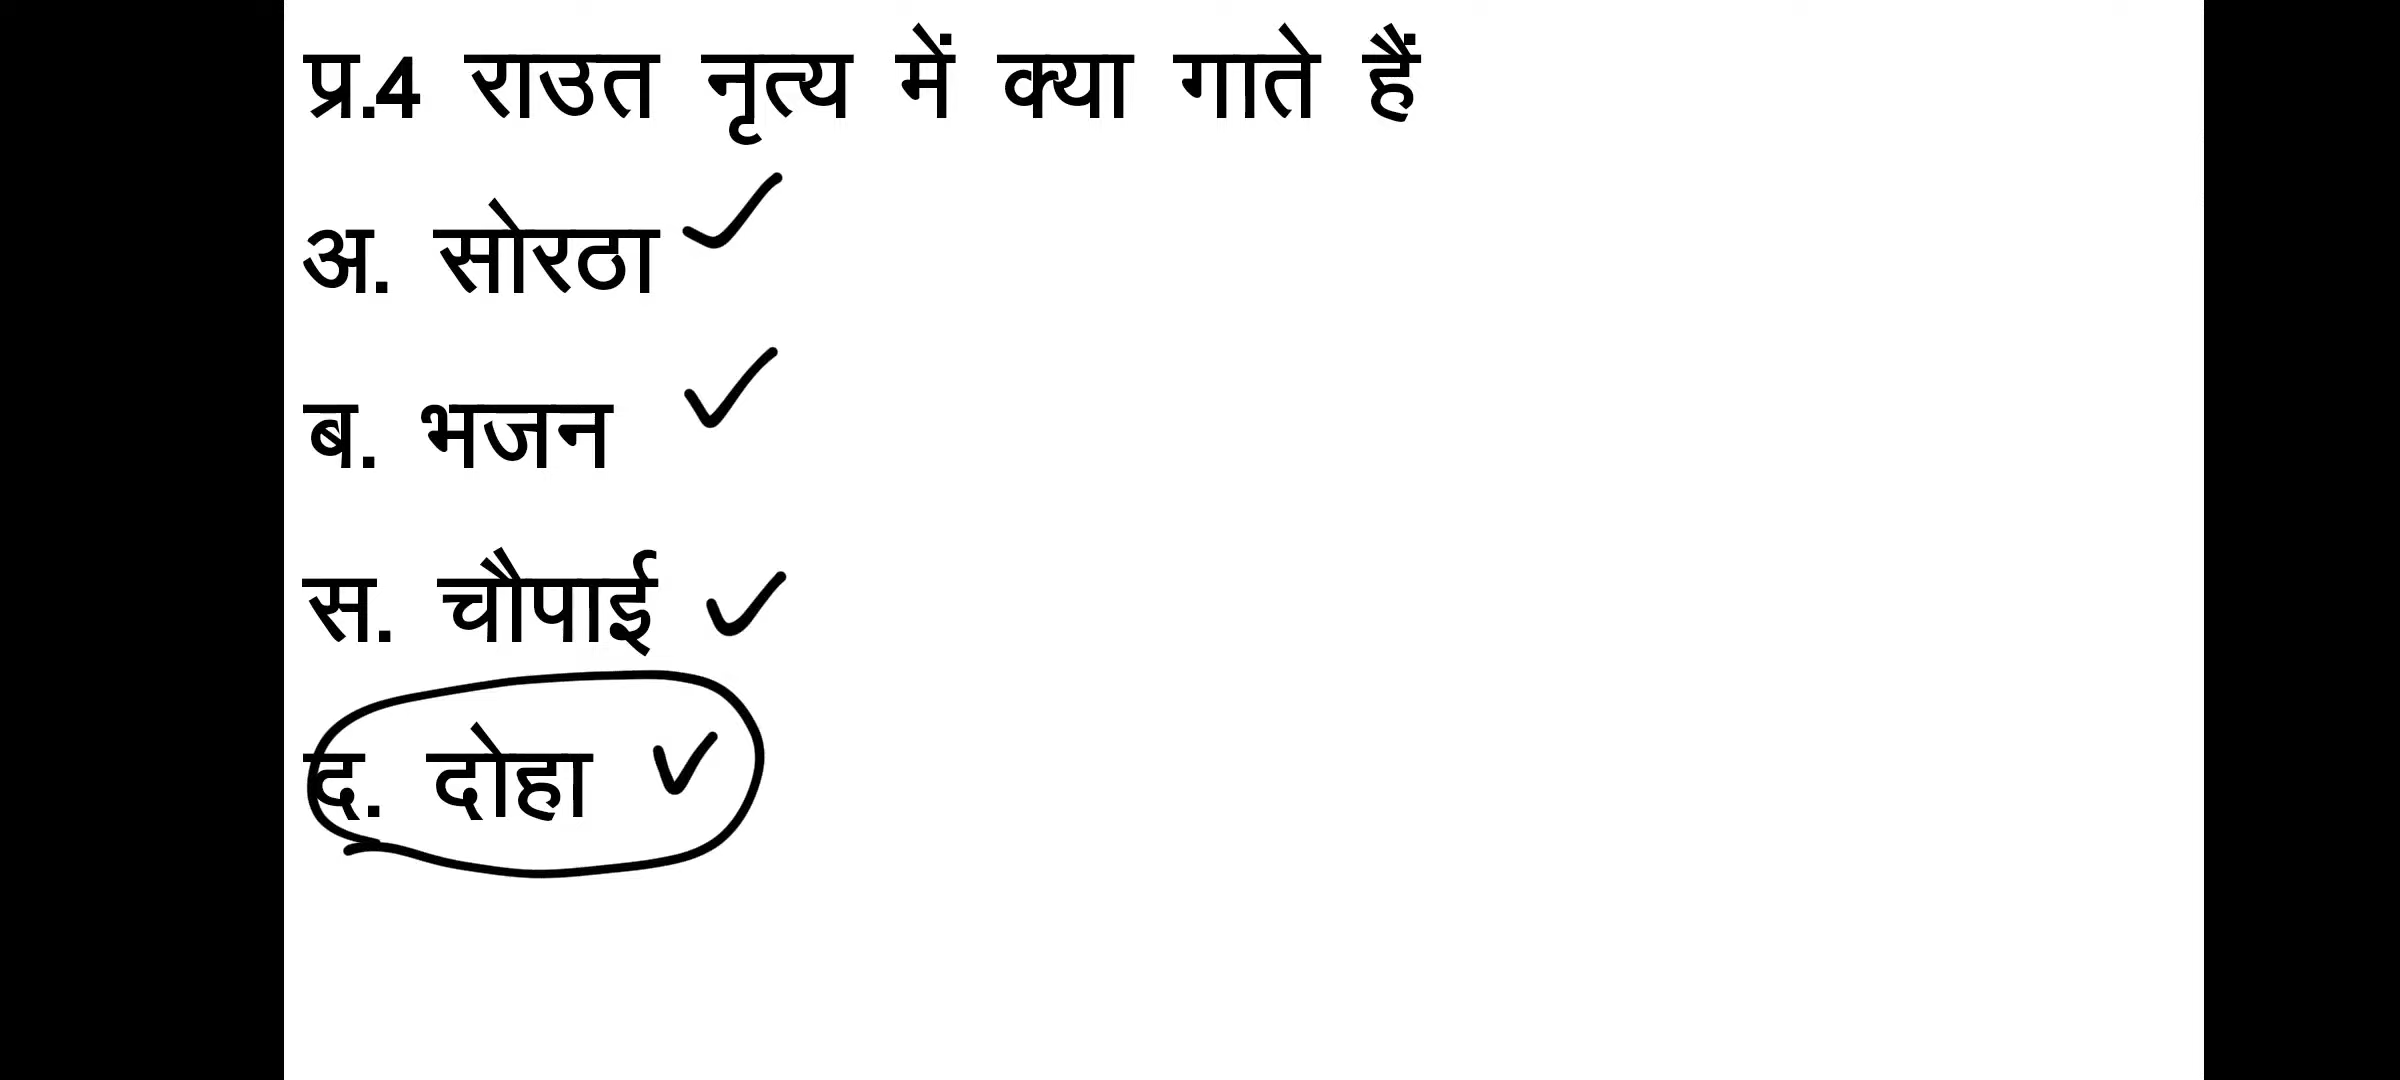 प्र.4 राउत नृत्य में क्या गाते हैं
अ. सोरठा
ब. भजन
स. चौपाई
द. दोहा